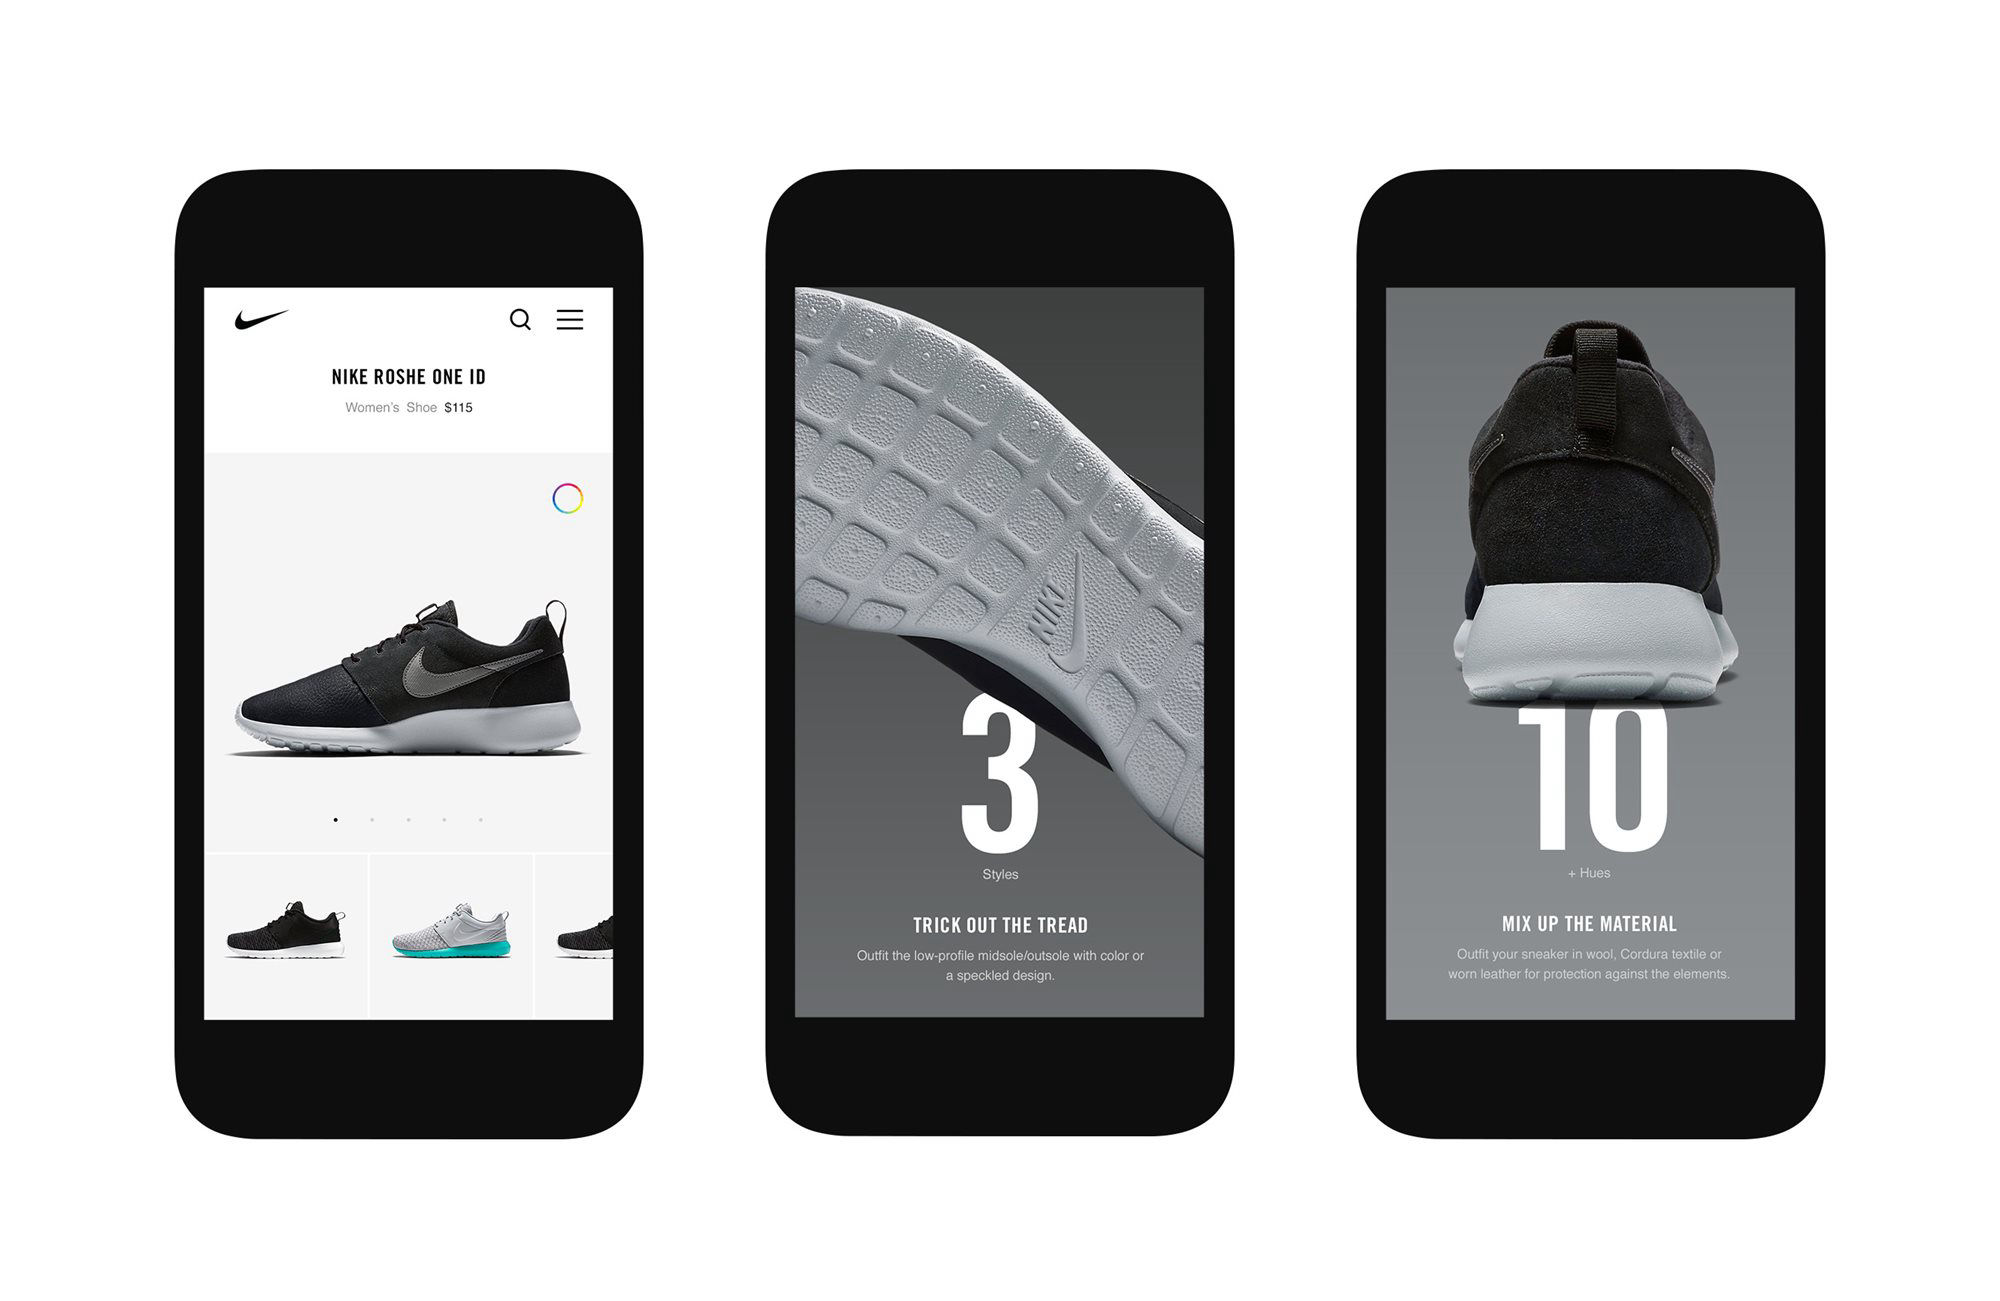 NIKE ROSHE ONE ID
Women's Shoe $115
NIKE
3
Styles
TRICK OUT THE TREAD
Outfit the low-profile midsole/outsole with color or
a speckled design.
10
+ Hues
MIX UP THE MATERIAL
Outfit your sneaker in wool, Cordura textile or
worn leather for protection against the elements.